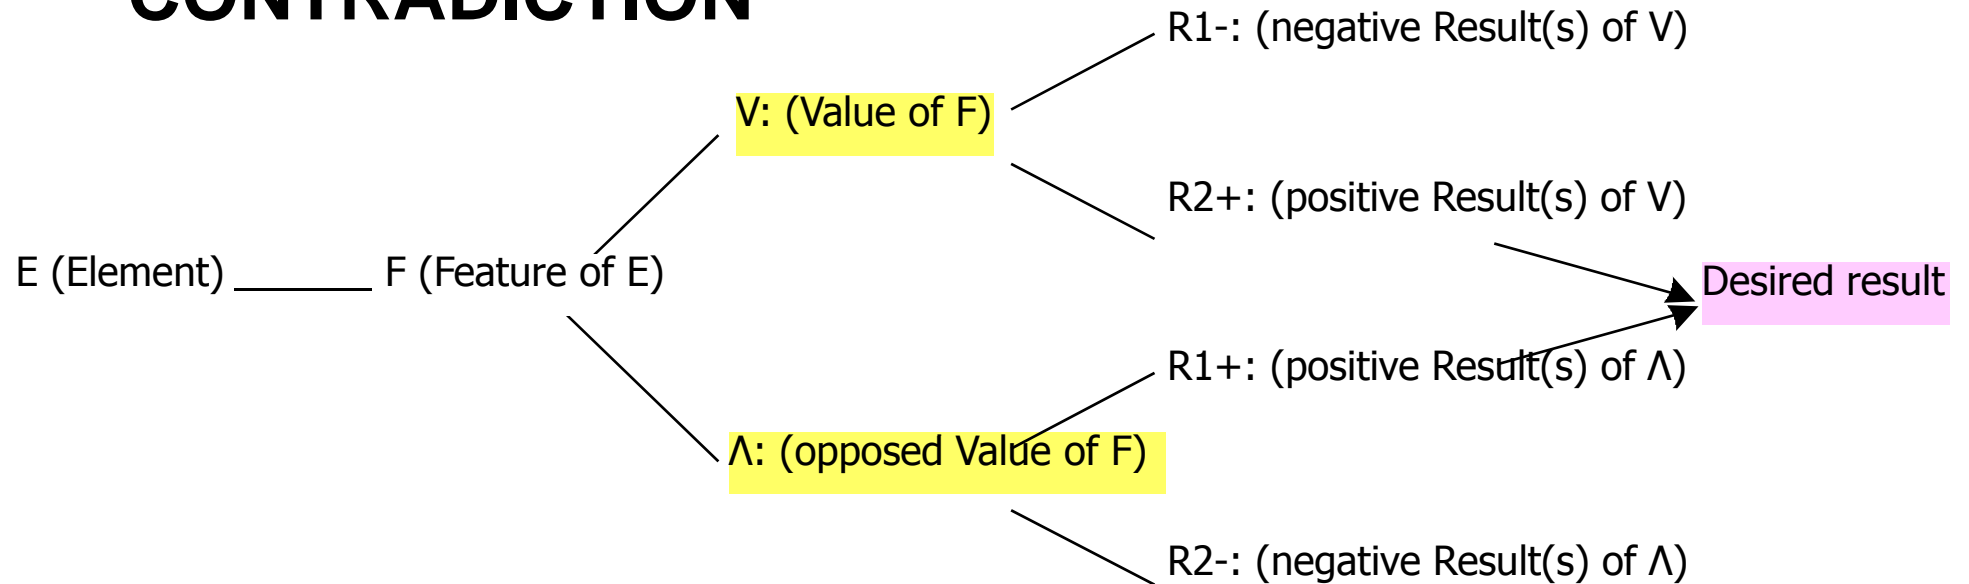 CONTRADICTION
R1-: (negative Result(s) of V)
V: (Value of F)
R2+: (positive Result(s) of V)
E (Element) ______ F (Feature of E)
Desired result
R1+: (positive Result(s) of Λ)
Λ: (opposed Value of F)
R2-: (negative Result(s) of Λ)